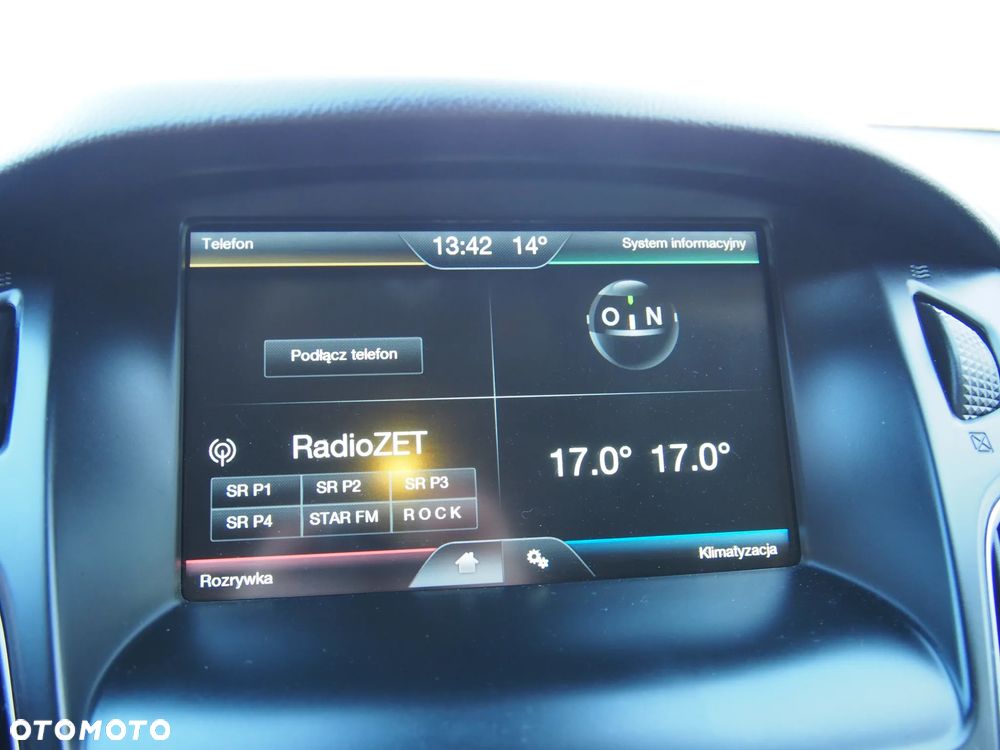 Telefon
13:42 14°
System informacyjny
O N
Podłącz telefon
RadioZET
SR P1 SR P2 SR P3
SR P4 STAR FM ROCK
17.0° 17.0°
Rozrywka
Klimatyzacja
OTOMOTO